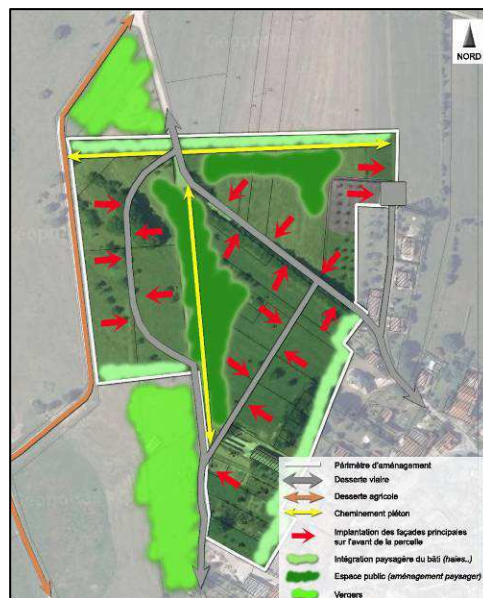 NORD
Périmètre d'aménagement
Desserte viaire
Desserte agricole
Cheminement piéton
Implantation des façades principales
sur l'avant de la parcelle
Intégration paysagère du bâti (haies..)
Espace public (aménagement paysager)
Vergers